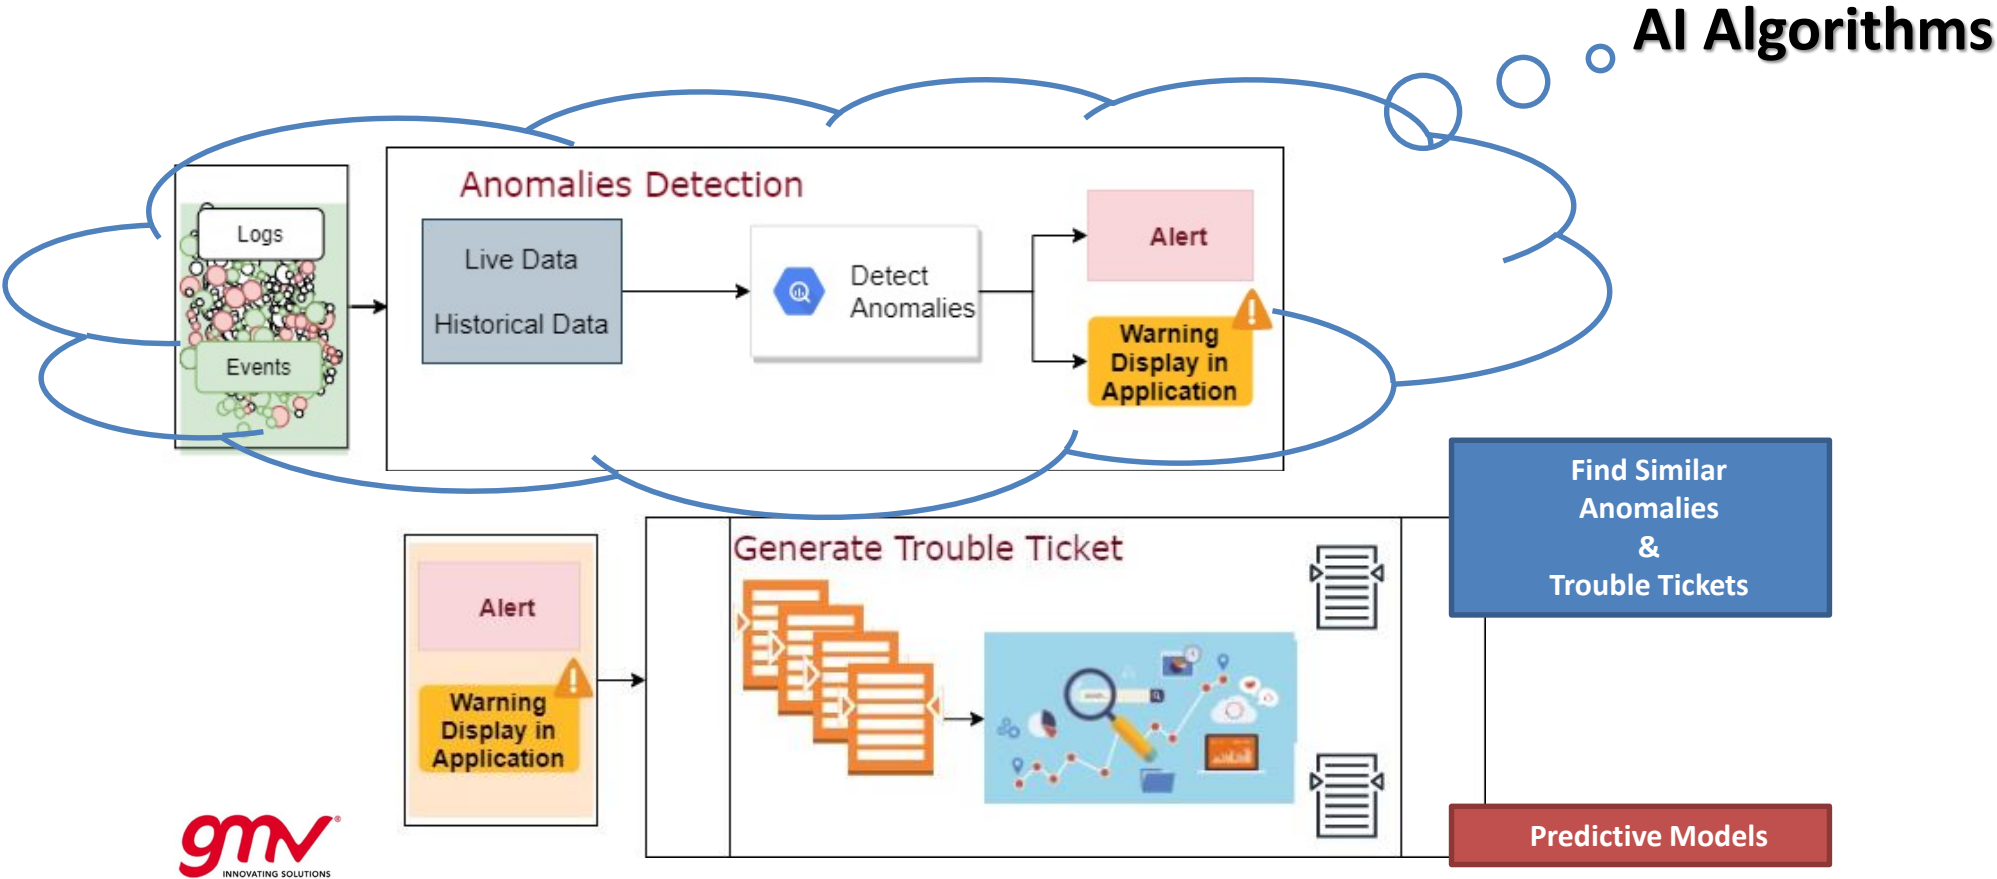 AI Algorithms
Anomalies Detection
Logs
Events
Live Data
Historical Data
Detect
Anomalies
Alert
Warning
Display in
Application
Find Similar
Anomalies
&
Trouble Tickets
Generate Trouble Ticket
Alert
Warning
Display in
Application
Predictive Models
gmv®
INNOVATING SOLUTIONS